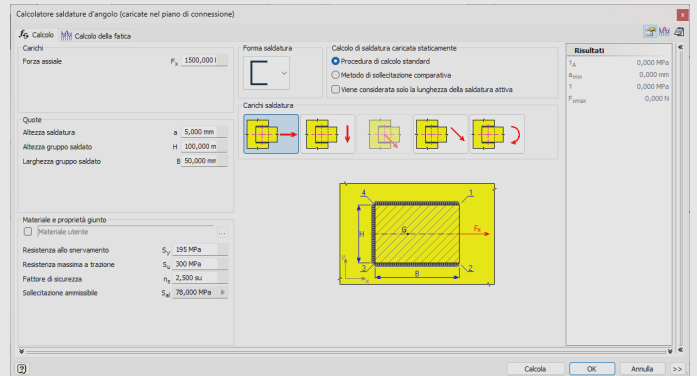 Calcolatore saldature d'angolo (caricate nel piano di connessione)
Calcolo
Calcolo della fatica
Carichi
Forza assiale Fx 1500,000
Quote
Altezza saldatura a 5,000 mm
Altezza gruppo saldato H 100,000 m
Larghezza gruppo saldato B 50,000 mm
Materiale e proprietà giunto
Materiale utente ...
Resistenza allo snervamento Sy 195 MPa
Resistenza massima a trazione Su 300 MPa
Fattore di sicurezza ns 2,500 su
Sollecitazione ammissibile Sal 78,000 MPa
Forma saldatura
Calcolo di saldatura caricata staticamente
Procedura di calcolo standard
Metodo di sollecitazione comparativa
Viene considerata solo la lunghezza della saldatura attiva
Carichi saldatura
4 1
H G Fx
y
3 2
x B
Risultati
τA 0,000 MPa
amin 0,000 mm
τ 0,000 MPa
Fxmax 0,000 N
Calcola
OK
Annulla
>>